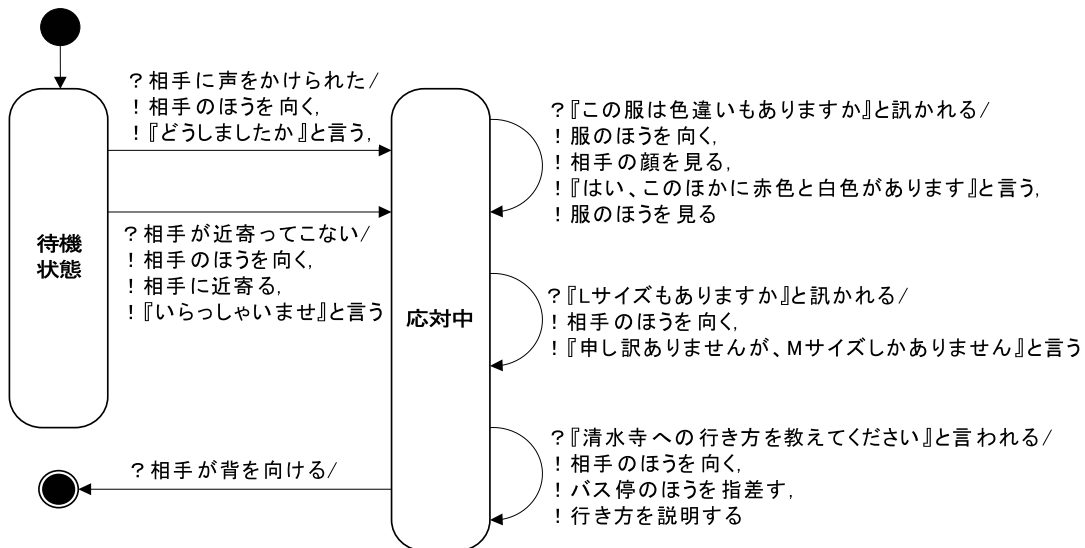 ?相手に声をかけられた/
!相手のほうを向く,
!『どうしましたか』と言う,
?相手が近寄ってこない/
!相手のほうを向く,
!相手に近寄る,
!『いらっしゃいませ』と言う
待機
状態
応対中
?『この服は色違いもありますか』と訊かれる/
!服のほうを向く,
!相手の顔を見る,
!『はい、このほかに赤色と白色があります』と言う,
!服のほうを見る
?『Lサイズもありますか』と訊かれる/
!相手のほうを向く,
!『申し訳ありませんが、Mサイズしかありません』と言う
?『清水寺への行き方を教えてください』と言われる/
!相手のほうを向く,
!バス停のほうを指差す,
!行き方を説明する
?相手が背を向ける/